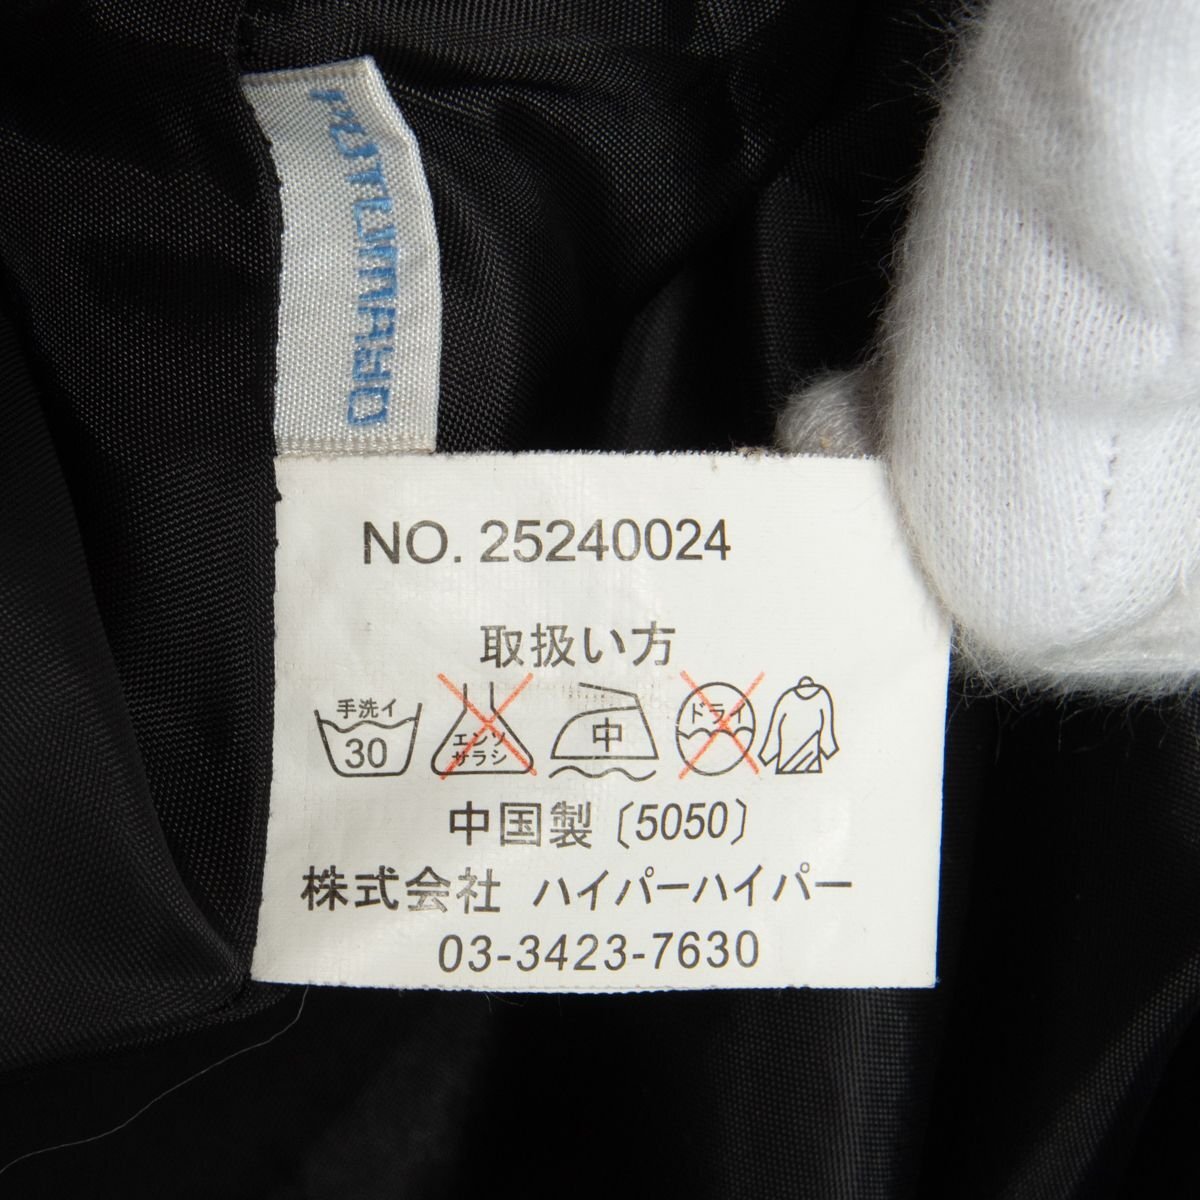 PUTUMAYO
NO. 25240024
取扱い方
手洗イ 30 エンソサラシ 中 ドライ
中国製〔5050〕
株式会社 ハイパーハイパー
03-3423-7630